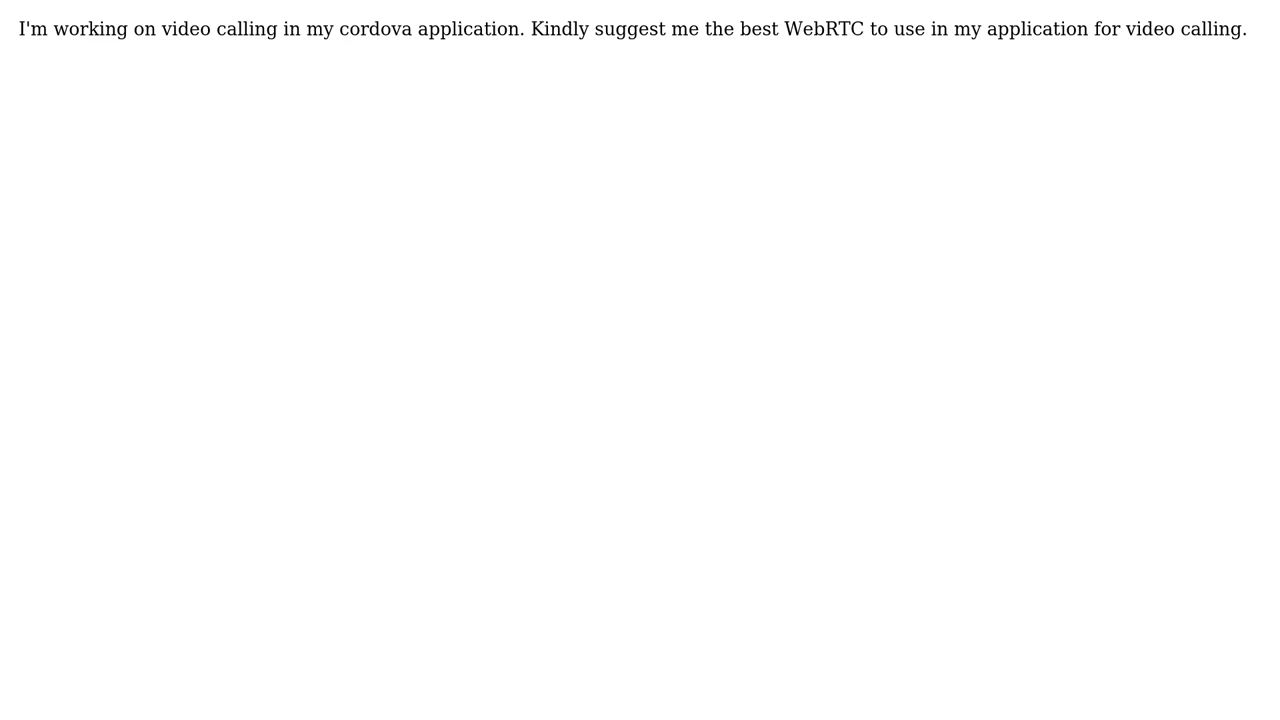 I'm working on video calling in my cordova application. Kindly suggest me the best WebRTC to use in my application for video calling.